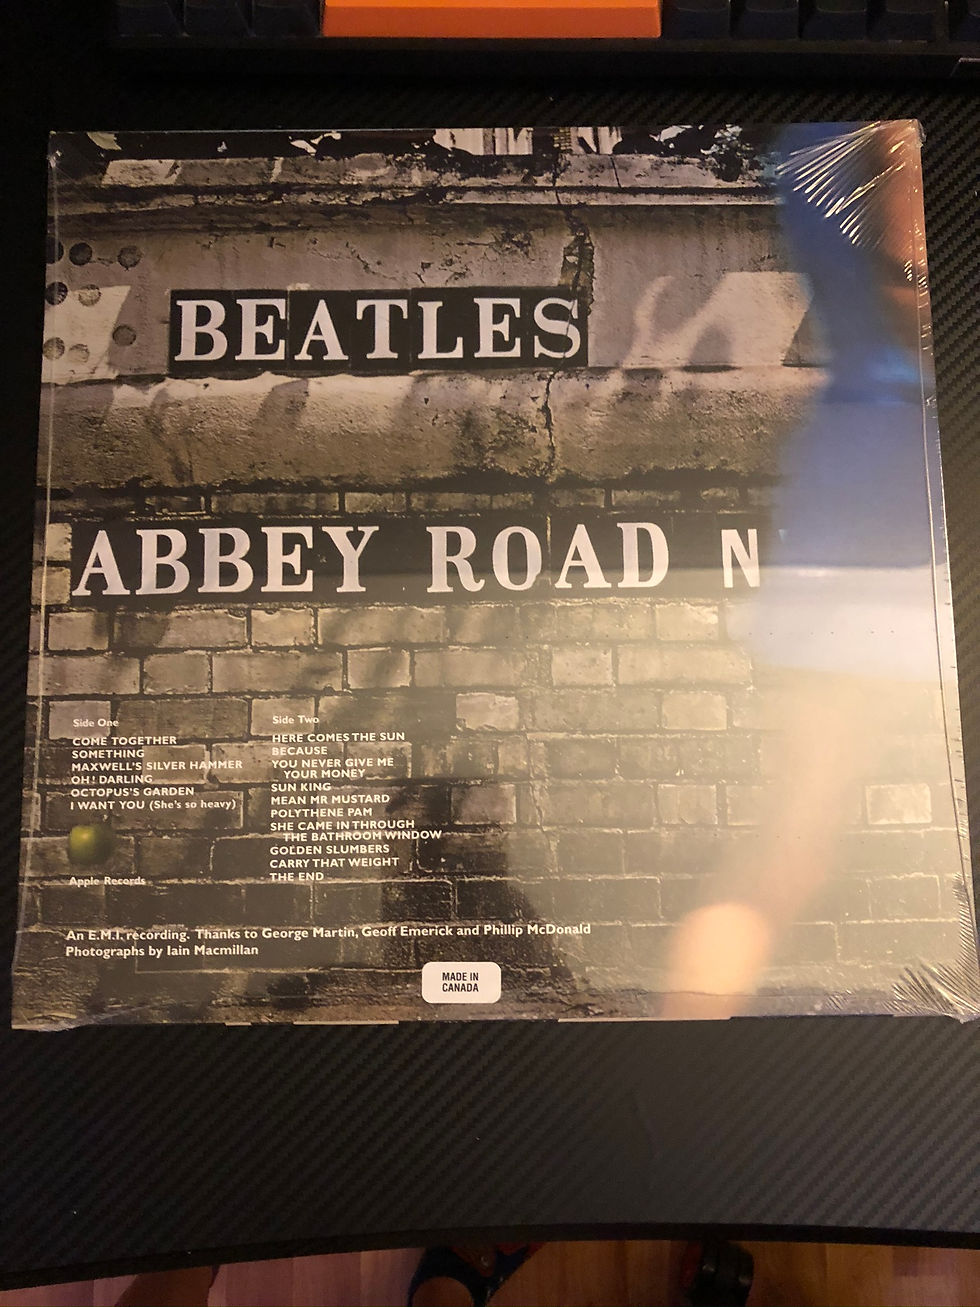 BEATLES
ABBEY ROAD N
Side One
COME TOGETHER
SOMETHING
MAXWELL'S SILVER HAMMER
OH! DARLING
OCTOPUS'S GARDEN
I WANT YOU (She's so heavy)
Apple Records
Side Two
HERE COMES THE SUN
BECAUSE
YOU NEVER GIVE ME
YOUR MONEY
SUN KING
MEAN MR MUSTARD
POLYTHENE PAM
SHE CAME IN THROUGH
THE BATHROOM WINDOW
GOLDEN SLUMBERS
CARRY THAT WEIGHT
THE END
An E.M.I. recording. Thanks to George Martin, Geoff Emerick and Phillip McDonald
Photographs by Iain Macmillan
MADE IN
CANADA